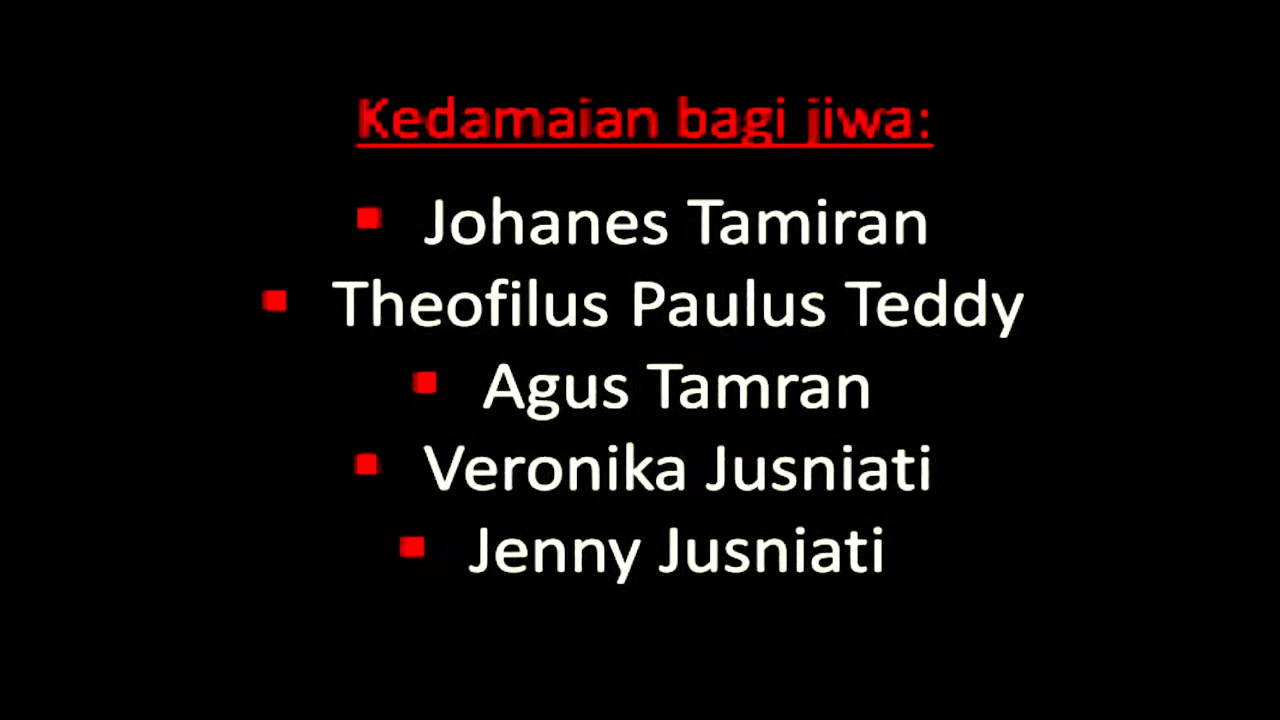 Kedamaian bagi jiwa:
▪ Johanes Tamiran
▪ Theofilus Paulus Teddy
▪ Agus Tamran
▪ Veronika Jusniati
▪ Jenny Jusniati